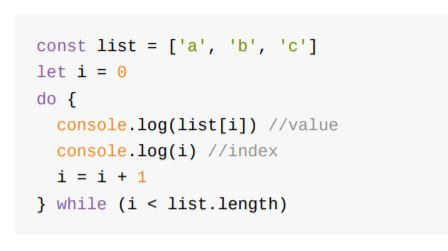 const list = ['a', 'b', 'c']
let i = 0
do {
  console.log(list[i]) //value
  console.log(i) //index
  i = i + 1
} while (i < list.length)